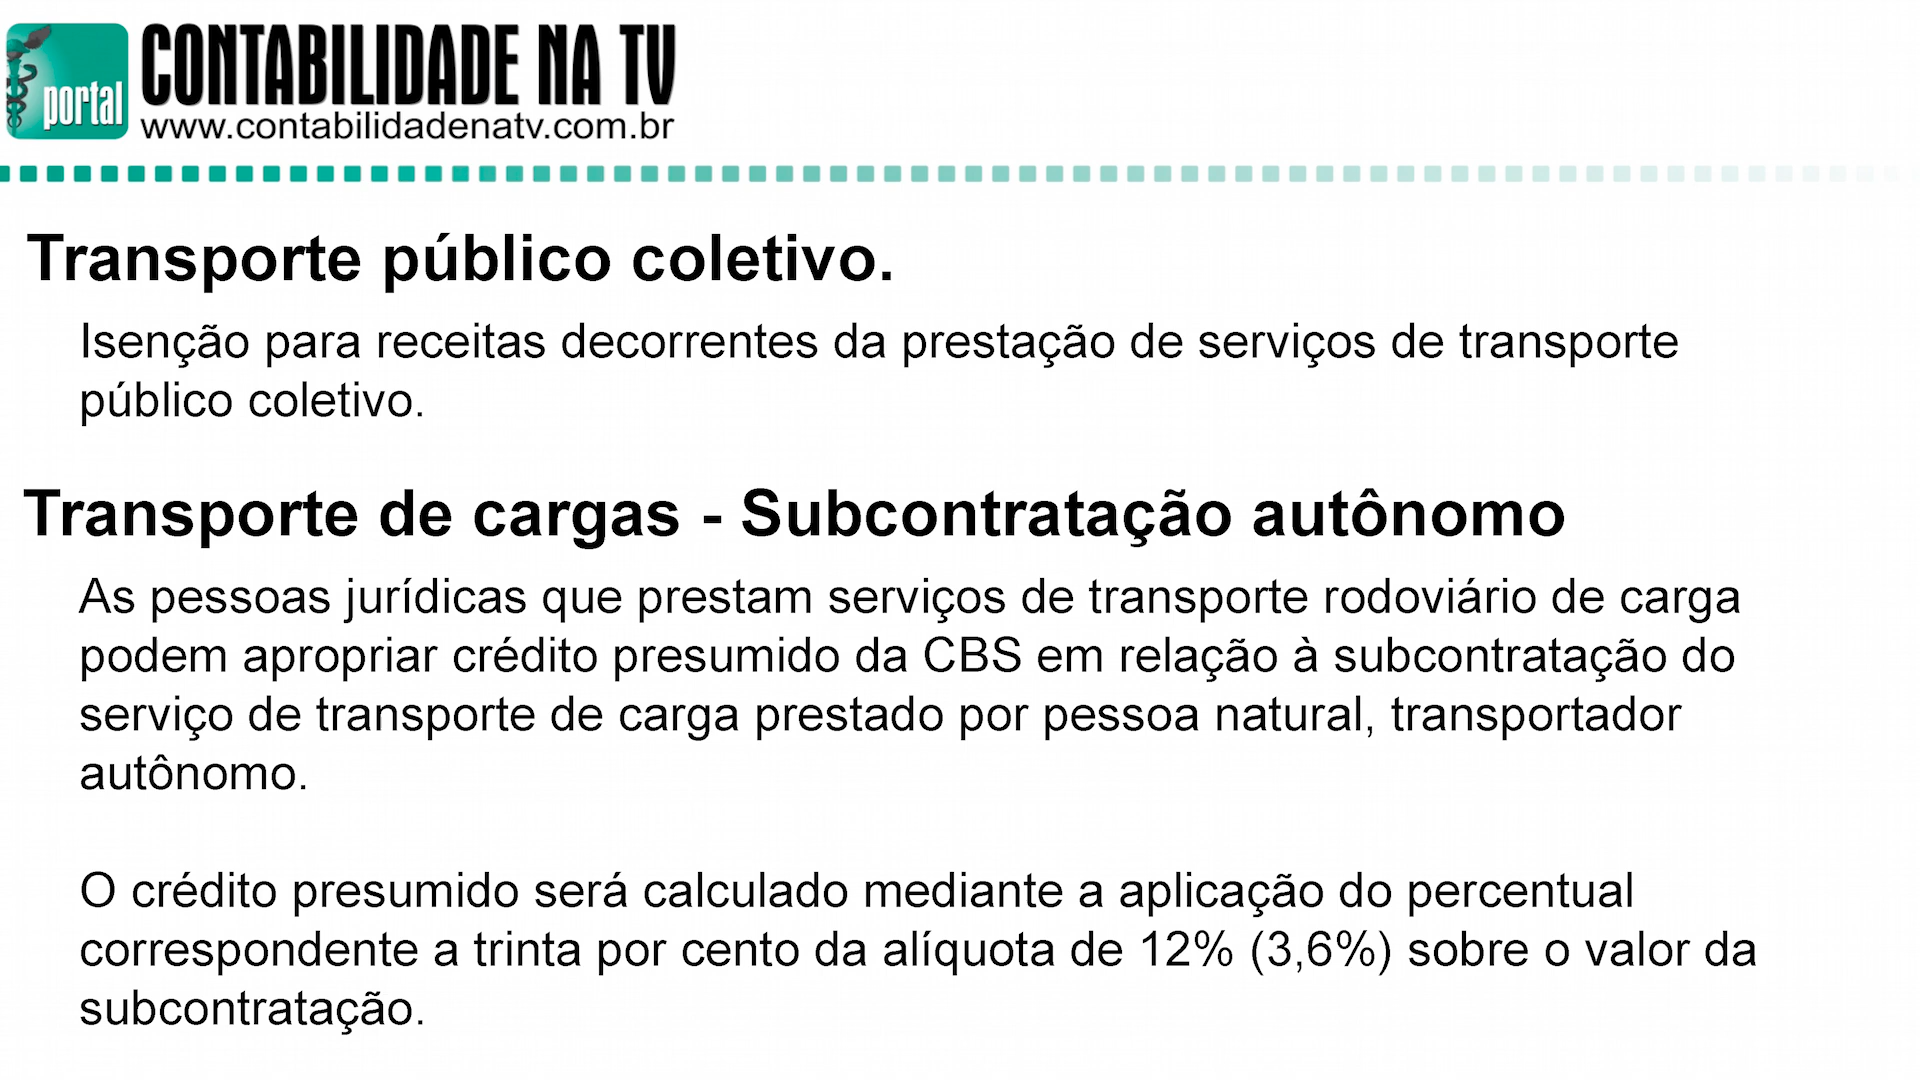 portal
CONTABILIDADE NA TV
www.contabilidadenatv.com.br
Transporte público coletivo.
Isenção para receitas decorrentes da prestação de serviços de transporte
público coletivo.
Transporte de cargas - Subcontratação autônomo
As pessoas jurídicas que prestam serviços de transporte rodoviário de carga
podem apropriar crédito presumido da CBS em relação à subcontratação do
serviço de transporte de carga prestado por pessoa natural, transportador
autônomo.
O crédito presumido será calculado mediante a aplicação do percentual
correspondente a trinta por cento da alíquota de 12% (3,6%) sobre o valor da
subcontratação.